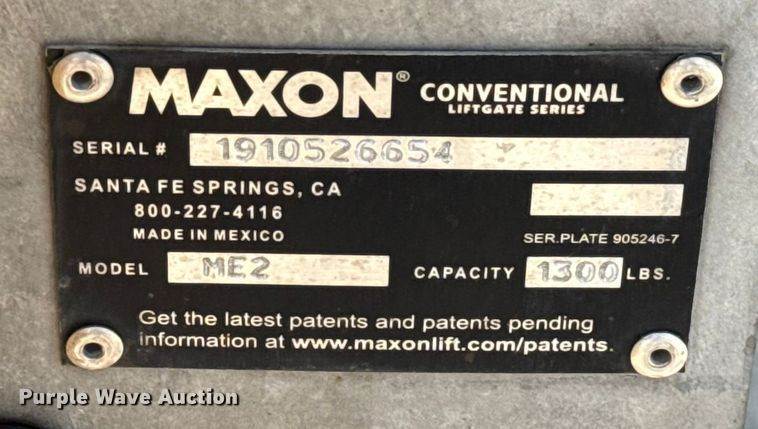 MAXON® CONVENTIONAL
LIFTGATE SERIES
SERIAL # 1910526654
SANTA FE SPRINGS, CA
800-227-4116
MADE IN MEXICO
SER.PLATE 905246-7
MODEL ME2 CAPACITY 1300 LBS.
Get the latest patents and patents pending
information at www.maxonlift.com/patents.
Purple Wave Auction